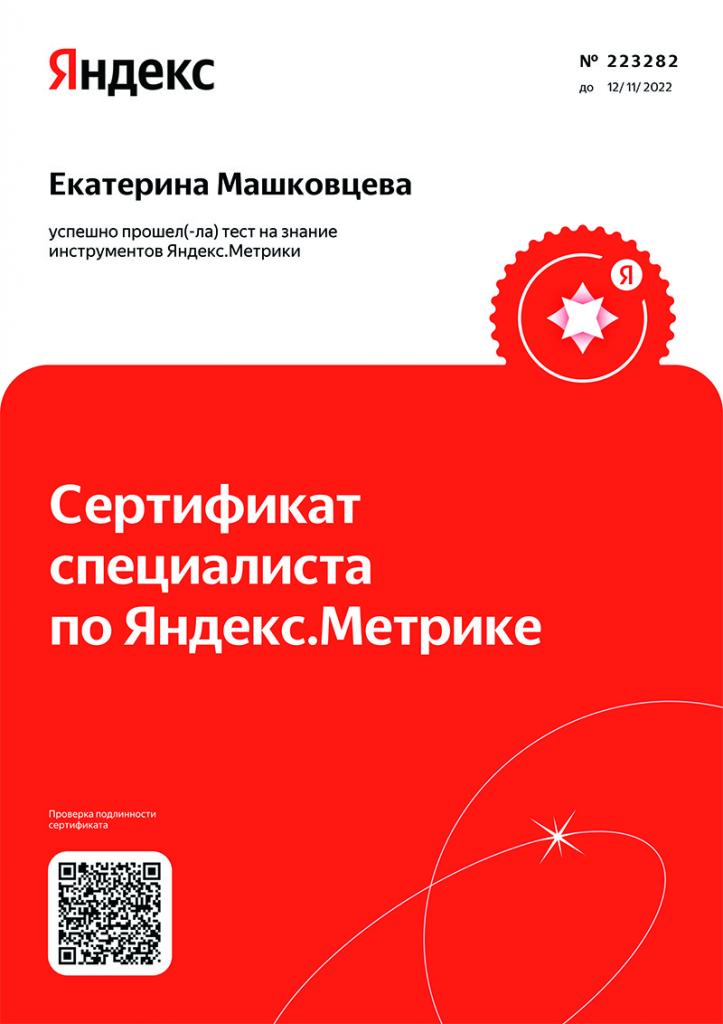 Яндекс
№ 223282
до 12/11/2022
Екатерина Машковцева
успешно прошел(-ла) тест на знание
инструментов Яндекс.Метрики
Я
Сертификат
специалиста
по Яндекс.Метрике
Проверка подлинности
сертификата